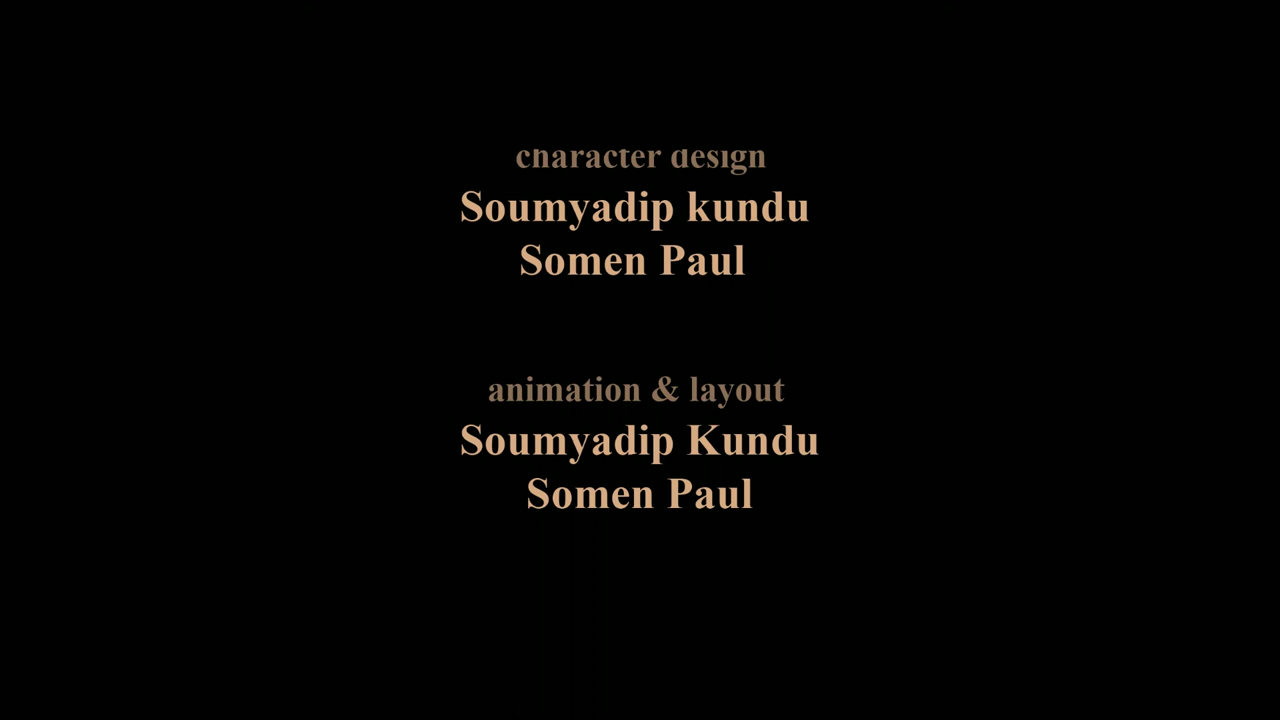 character design
Soumyadip kundu
Somen Paul
animation & layout
Soumyadip Kundu
Somen Paul